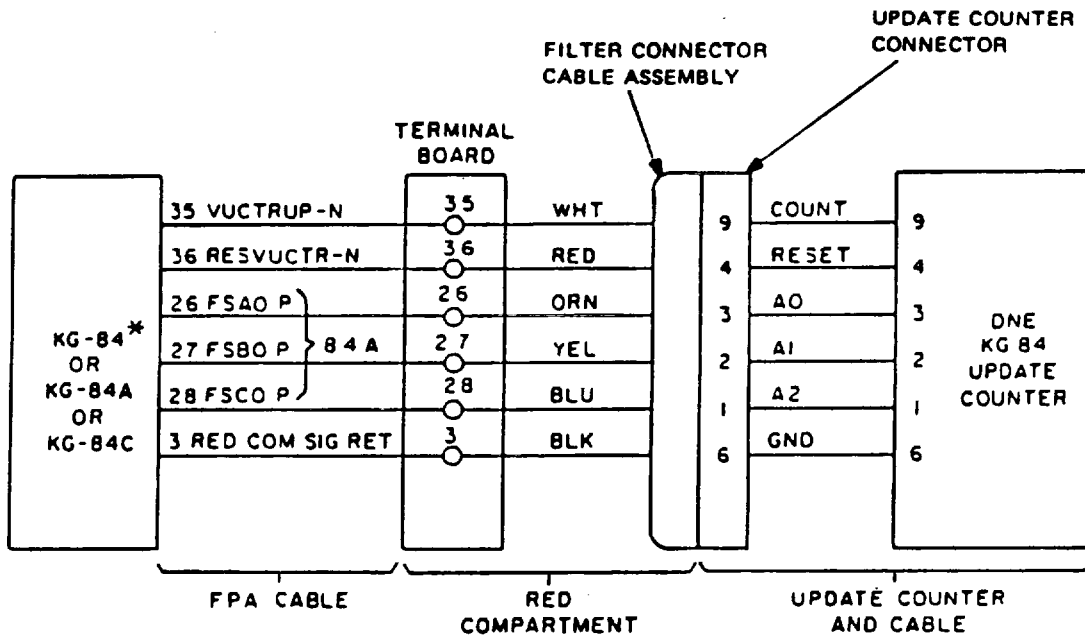 UPDATE COUNTER
CONNECTOR
FILTER CONNECTOR
CABLE ASSEMBLY
TERMINAL
BOARD
35 VUCTRUP-N 35 WHT 9 COUNT 9
36 RESVUCTR-N 36 RED 4 RESET 4
26 FSAO P 26 ORN 3 A0 3
27 FSBO P 84A 27 YEL 2 A1 2
28 FSCO P 28 BLU 1 A2 1
3 RED COM SIG RET 3 BLK 6 GND 6
KG-84*
OR
KG-84A
OR
KG-84C
DNE
KG 84
UPDATE
COUNTER
FPA CABLE
RED
COMPARTMENT
UPDATE COUNTER
AND CABLE